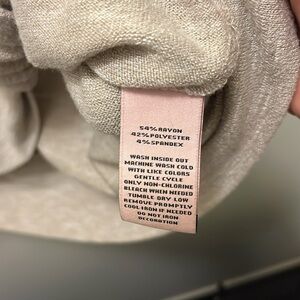 54% RAYON
42% POLYESTER
4% SPANDEX
WASH INSIDE OUT
MACHINE WASH COLD
WITH LIKE COLORS
GENTLE CYCLE
ONLY NON-CHLORINE
BLEACH WHEN NEEDED
TUMBLE DRY LOW
REMOVE PROMPTLY
COOL IRON IF NEEDED
DO NOT IRON
DECORATION